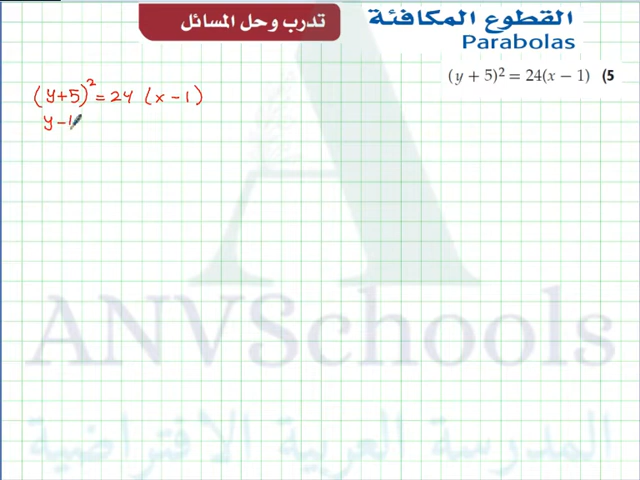 القطوع المكافئة
Parabolas
تدرب وحل المسائل
(y + 5)² = 24(x − 1) (5
(y+5)² = 24 (x − 1)
y −
ANVSchools
المدرسة العربية الافتراضية